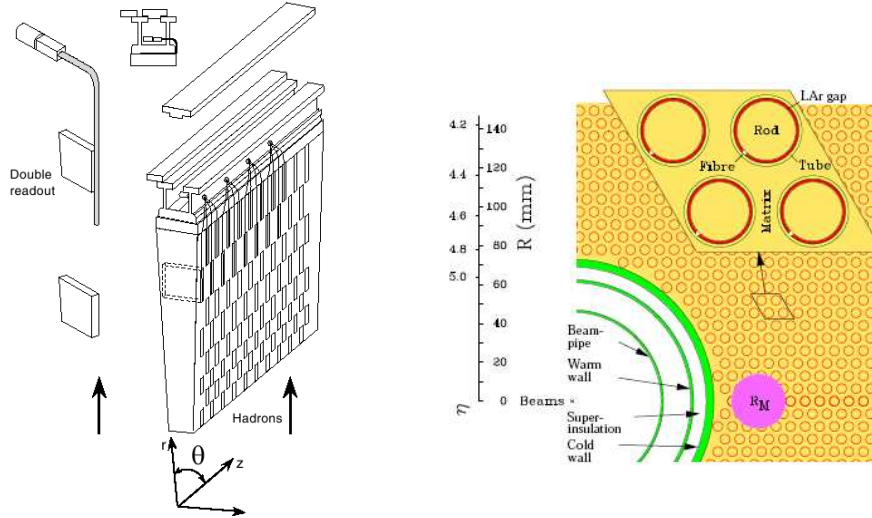 Double
readout
Hadrons
r
θ
z
4.2
4.4
4.6
4.8
5.0
η
140
120
100
80
60
40
20
0
R (mm)
LAr gap
Rod
Fibre
Tube
Matrix
Beam-
pipe
Warm
wall
Beams
Super-
insulation
Cold
wall
R_M